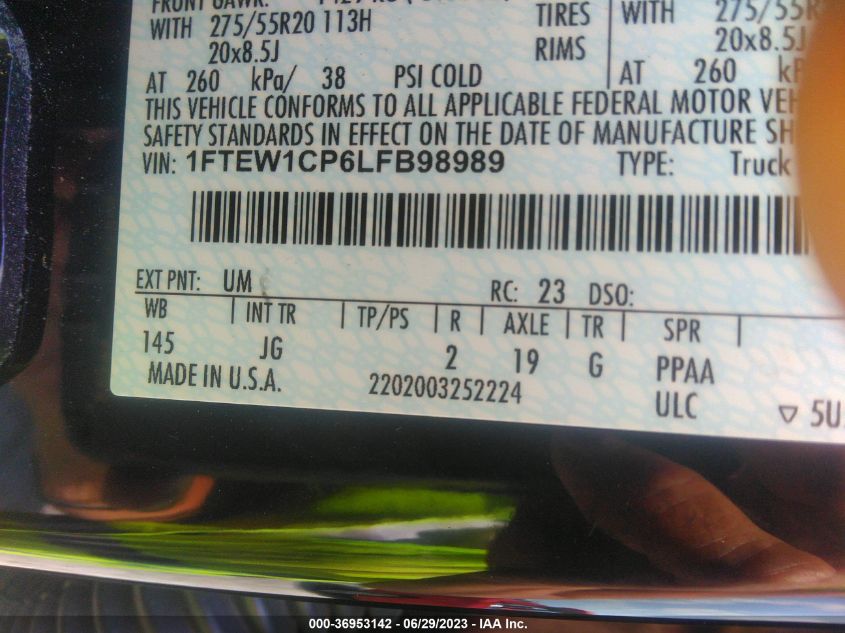 FRONT GAWR:
WITH 275/55R20 113H TIRES WITH 275/55R20
20x8.5J RIMS 20x8.5J
AT 260 kPa/ 38 PSI COLD AT 260
THIS VEHICLE CONFORMS TO ALL APPLICABLE FEDERAL MOTOR VEH
SAFETY STANDARDS IN EFFECT ON THE DATE OF MANUFACTURE SH
VIN: 1FTEW1CP6LFB98989 TYPE: Truck
EXT PNT: UM RC: 23 DSO:
WB | INT TR | TP/PS | R | AXLE | TR | SPR |
145 JG 2 19 G PPAA
MADE IN U.S.A. 2202003252224 ULC ▽ 5U
000-36953142 - 06/29/2023 - IAA Inc.